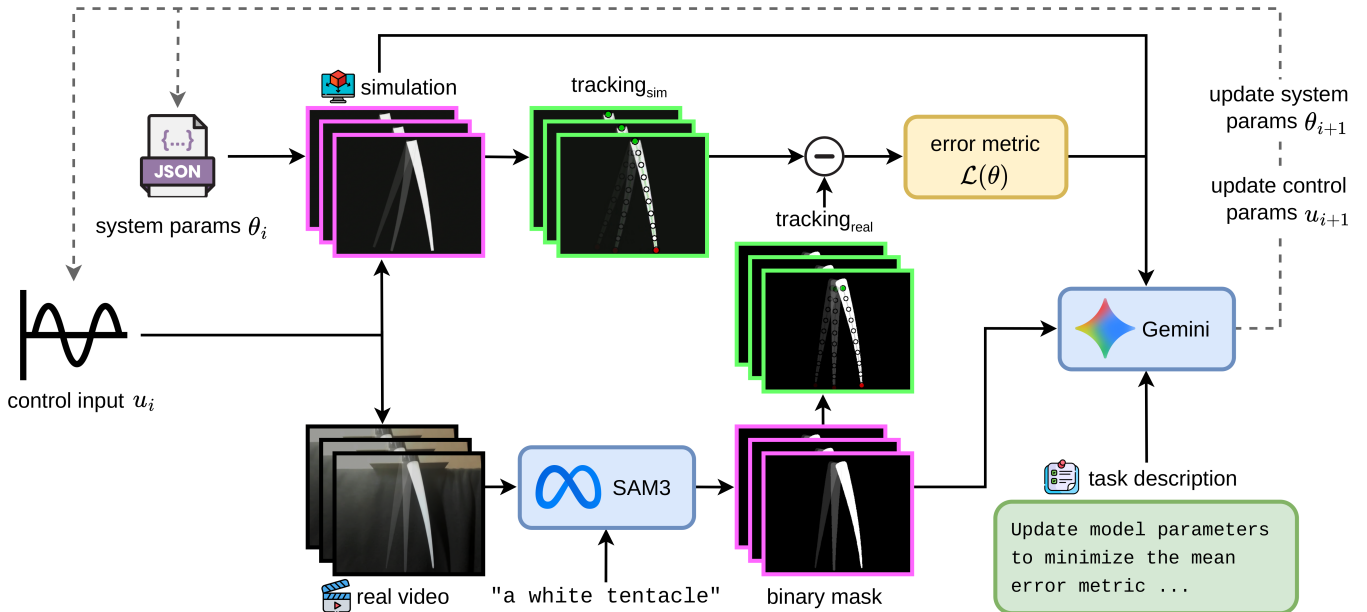 simulation
tracking_sim
update system
params θ_{i+1}
{...}
JSON
error metric
ℒ(θ)
update control
params u_{i+1}
system params θ_i
tracking_real
Gemini
control input u_i
SAM3
task description
Update model parameters
to minimize the mean
error metric ...
real video
"a white tentacle"
binary mask